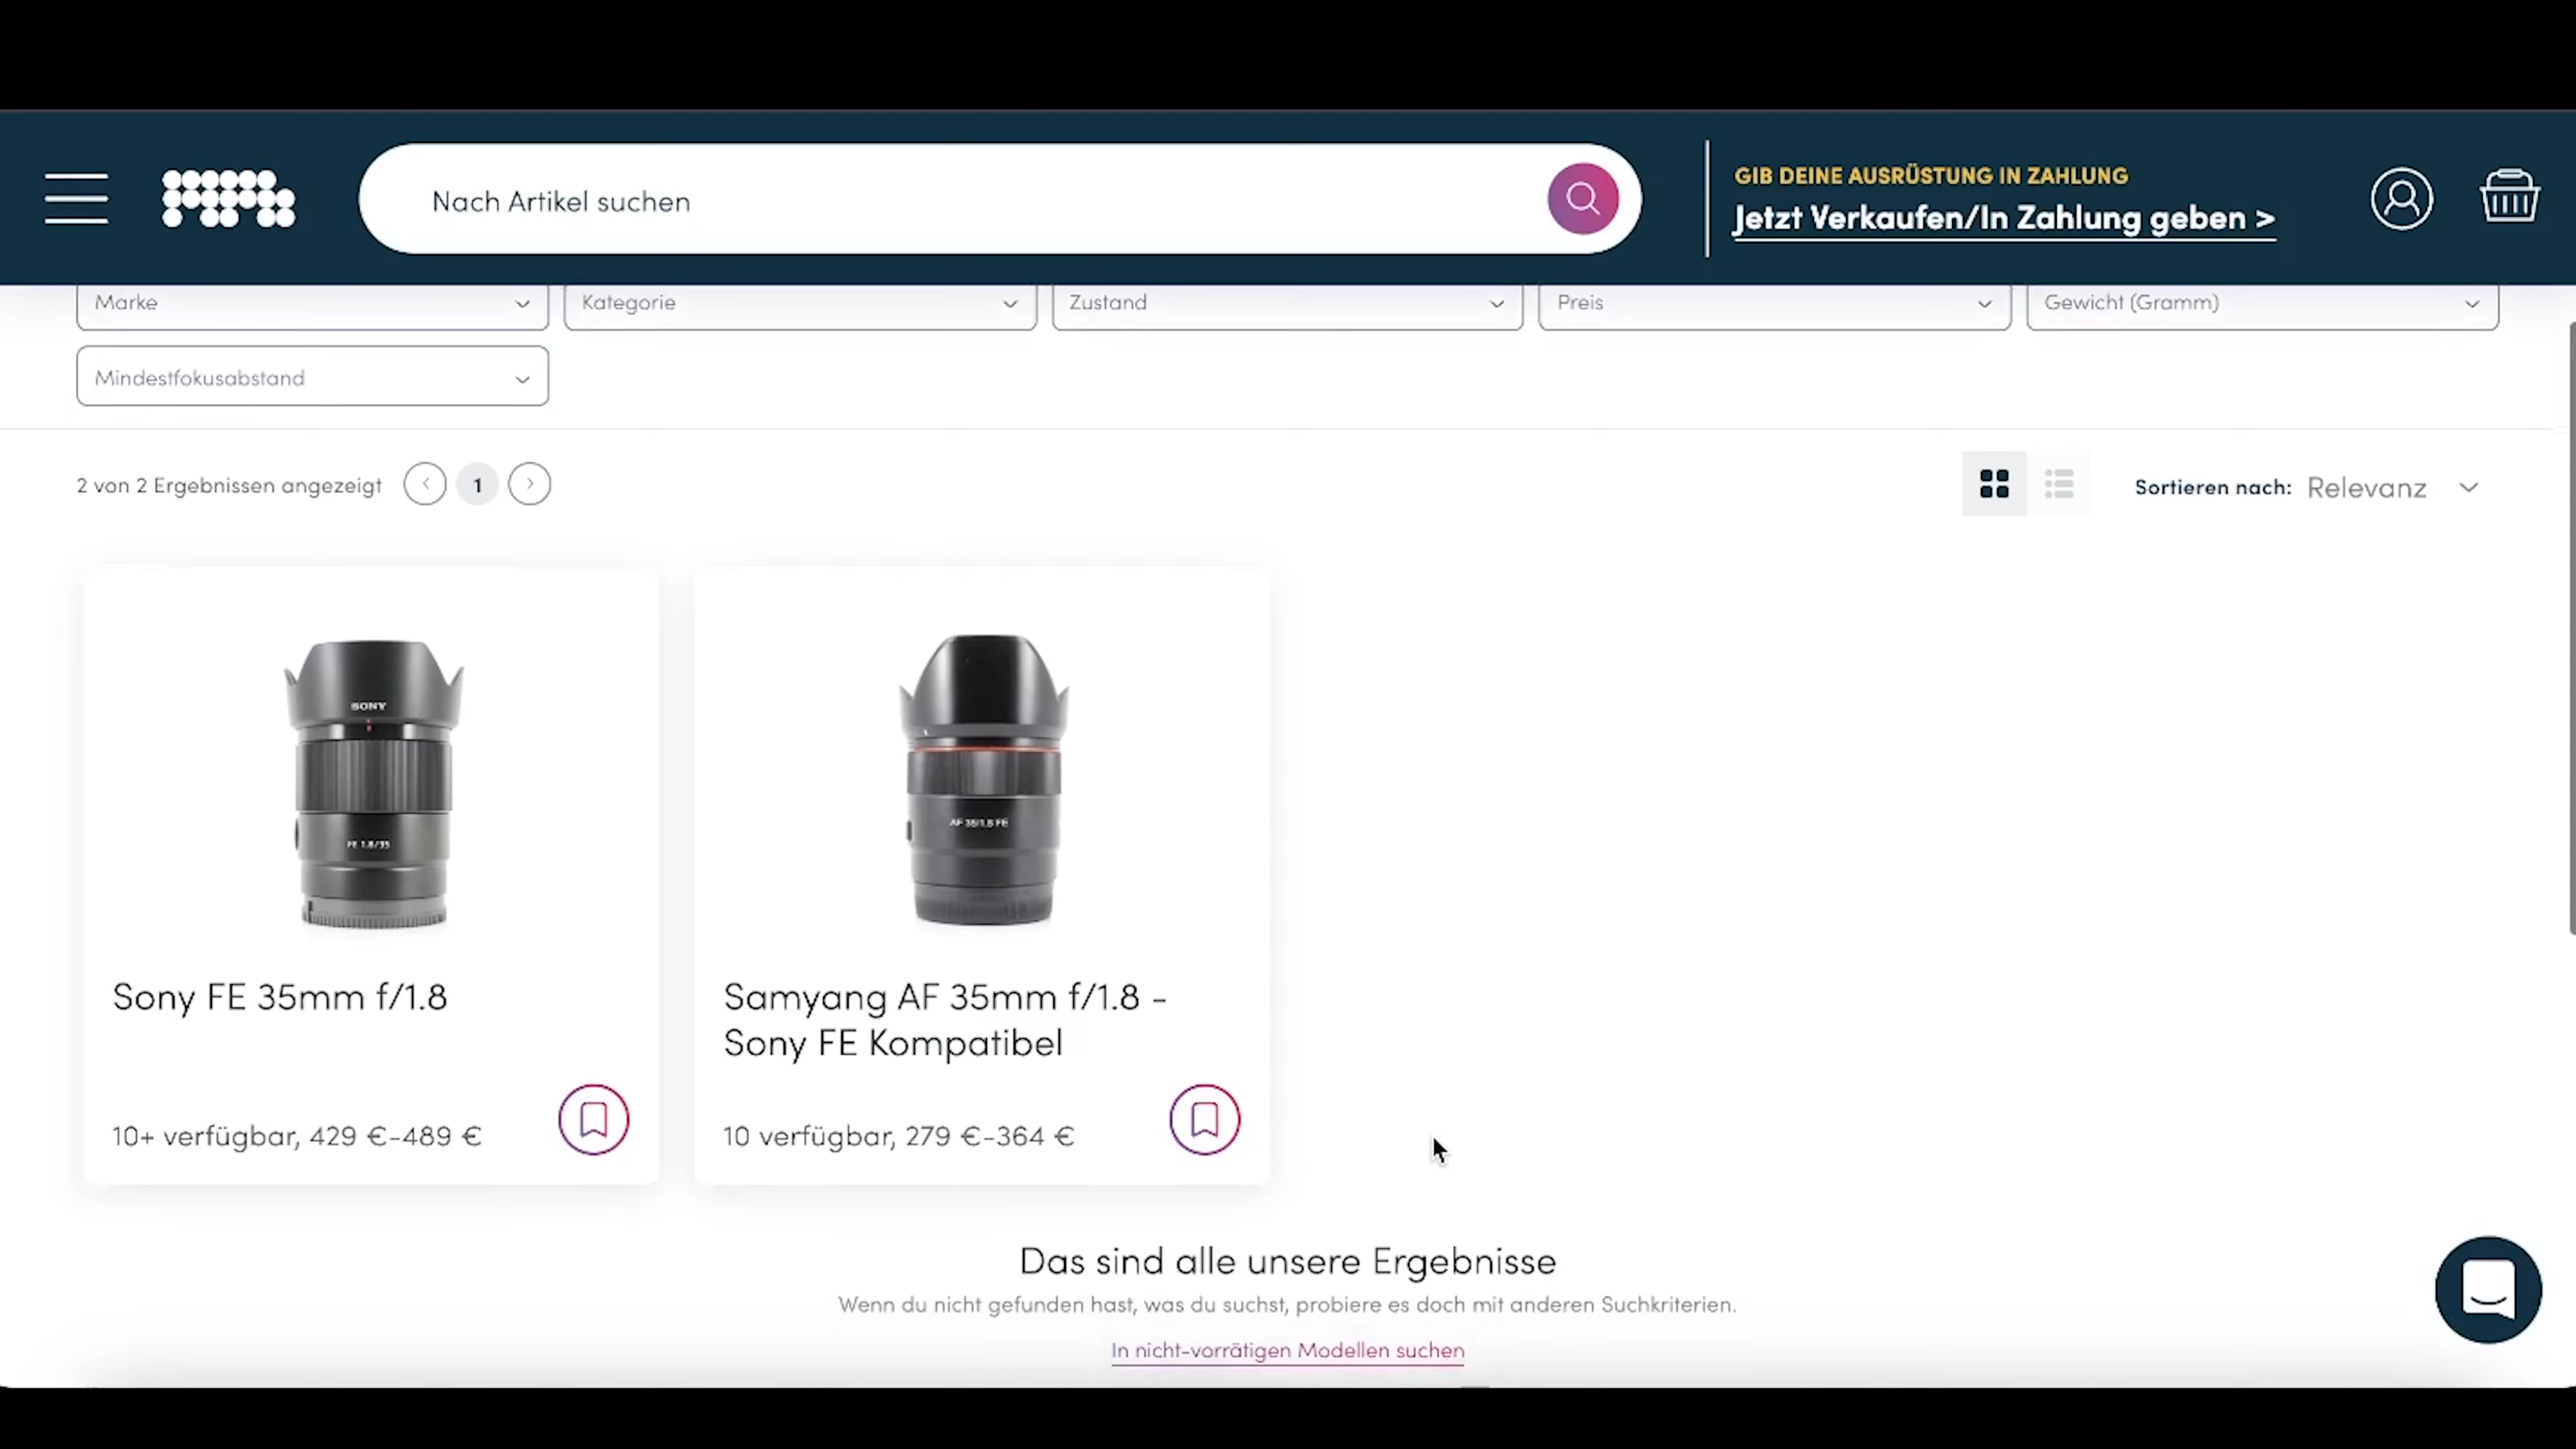 Nach Artikel suchen
GIB DEINE AUSRÜSTUNG IN ZAHLUNG
Jetzt Verkaufen/In Zahlung geben >
Marke
Kategorie
Zustand
Preis
Gewicht (Gramm)
Mindestfokusabstand
2 von 2 Ergebnissen angezeigt
1
Sortieren nach: Relevanz
SONY
FE 1.8/35
AF 35/1.8 FE
Sony FE 35mm f/1.8
Samyang AF 35mm f/1.8 -
Sony FE Kompatibel
10+ verfügbar, 429 €-489 €
10 verfügbar, 279 €-364 €
Das sind alle unsere Ergebnisse
Wenn du nicht gefunden hast, was du suchst, probiere es doch mit anderen Suchkriterien.
In nicht-vorrätigen Modellen suchen